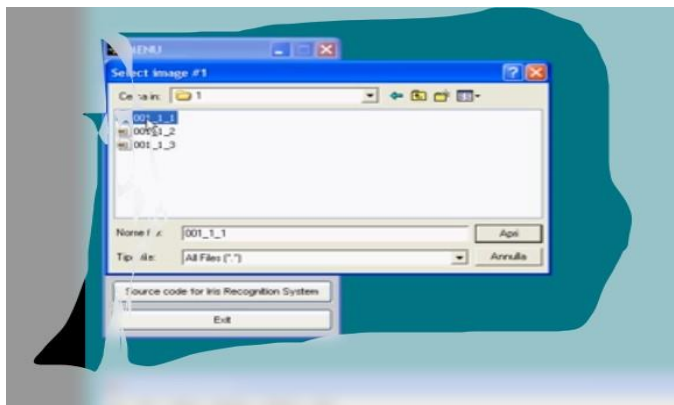 MENU
Select image #1
1
001_1_1
001_1_2
001_1_3
Nome
001_1_1
Apri
All Files (*.*)
Annulla
Source code for Iris Recognition System
Exit